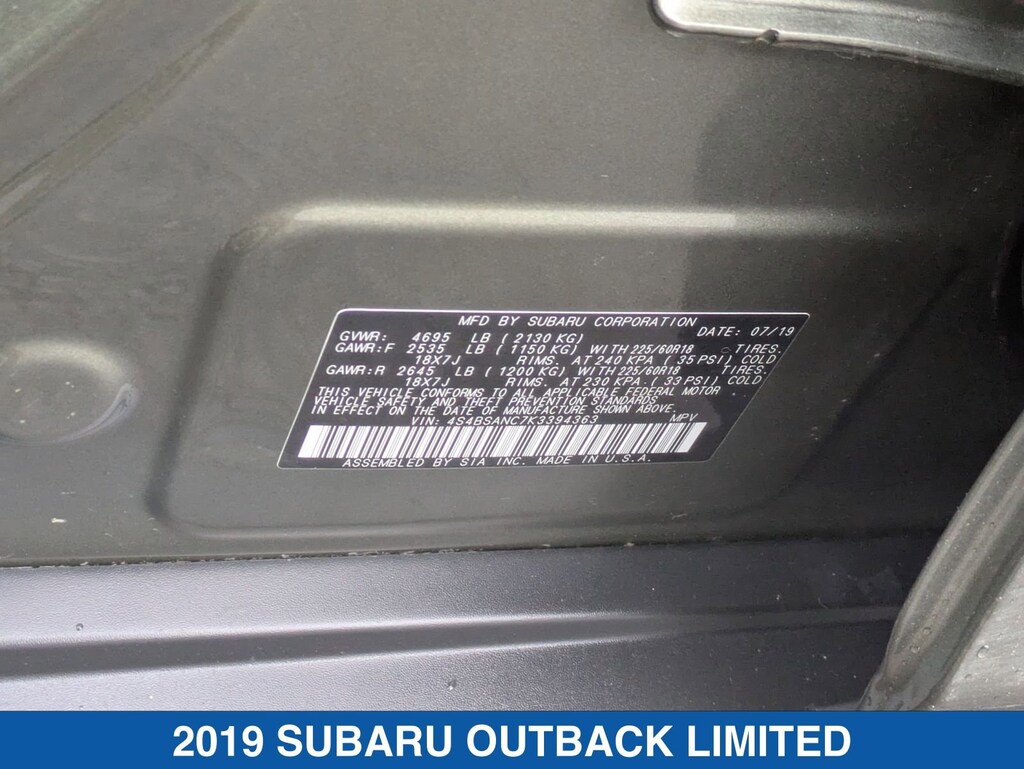 MFD BY SUBARU CORPORATION
GVWR: 4695 LB ( 2130 KG) DATE: 07/19
GAWR:F 2535 LB ( 1150 KG) WITH 225/60R18 TIRES.
18X7J RIMS. AT 240 KPA ( 35 PSI) COLD
GAWR:R 2645 LB ( 1200 KG) WITH 225/60R18 TIRES.
18X7J RIMS. AT 230 KPA ( 33 PSI) COLD
THIS VEHICLE CONFORMS TO ALL APPLICABLE FEDERAL MOTOR
VEHICLE SAFETY AND THEFT PREVENTION STANDARDS
IN EFFECT ON THE DATE OF MANUFACTURE SHOWN ABOVE.
VIN: 4S4BSANC7K3394363 MPV
ASSEMBLED BY SIA INC. MADE IN U.S.A.
2019 SUBARU OUTBACK LIMITED